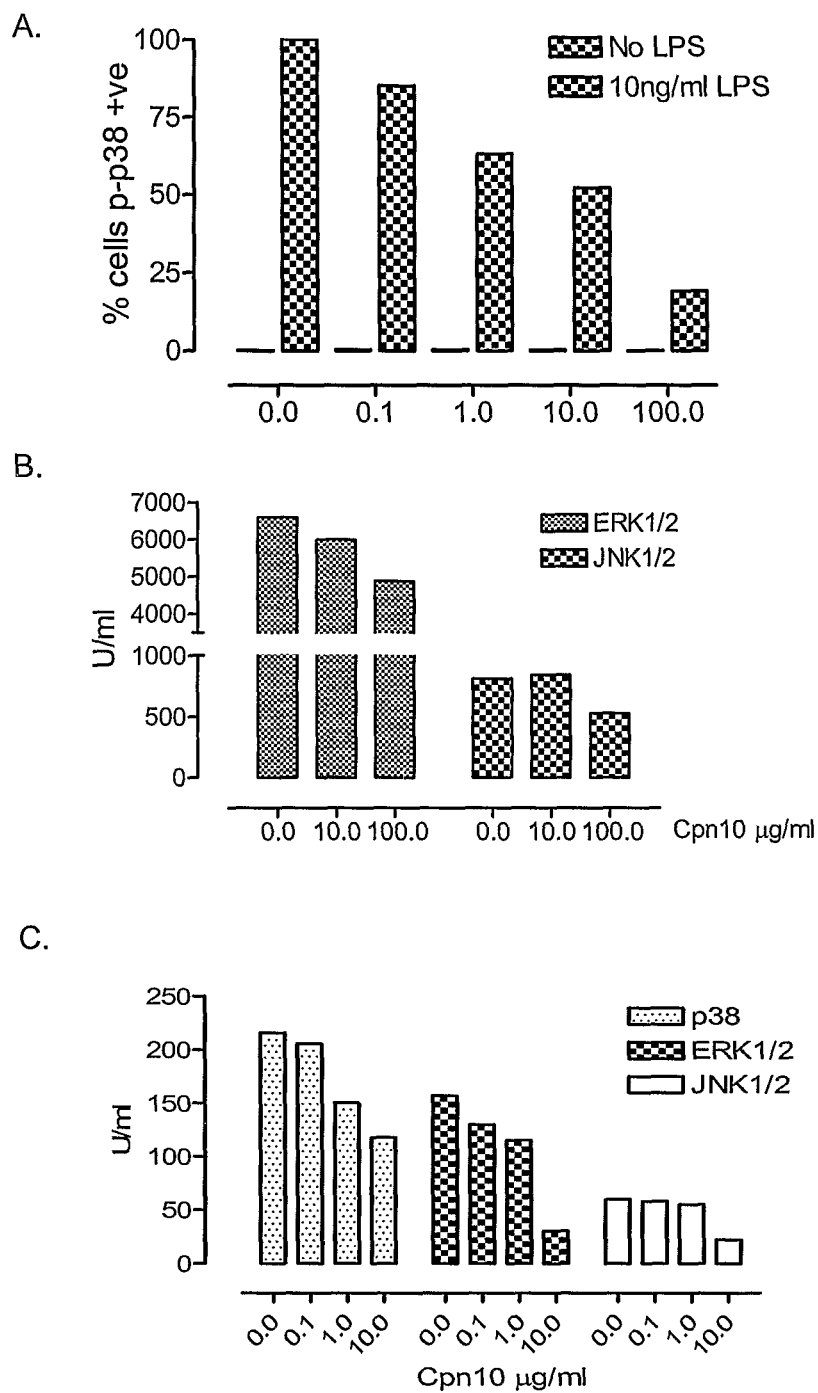 A.
% cells p-p38 +ve
100
75
50
25
0
No LPS
10ng/ml LPS
0.0 0.1 1.0 10.0 100.0
B.
U/ml
7000
6000
5000
4000
1000
500
0
ERK1/2
JNK1/2
0.0 10.0 100.0 0.0 10.0 100.0 Cpn10 µg/ml
C.
U/ml
250
200
150
100
50
0
p38
ERK1/2
JNK1/2
0.0 0.1 1.0 10.0 0.0 0.1 1.0 10.0 0.0 0.1 1.0 10.0
Cpn10 µg/ml